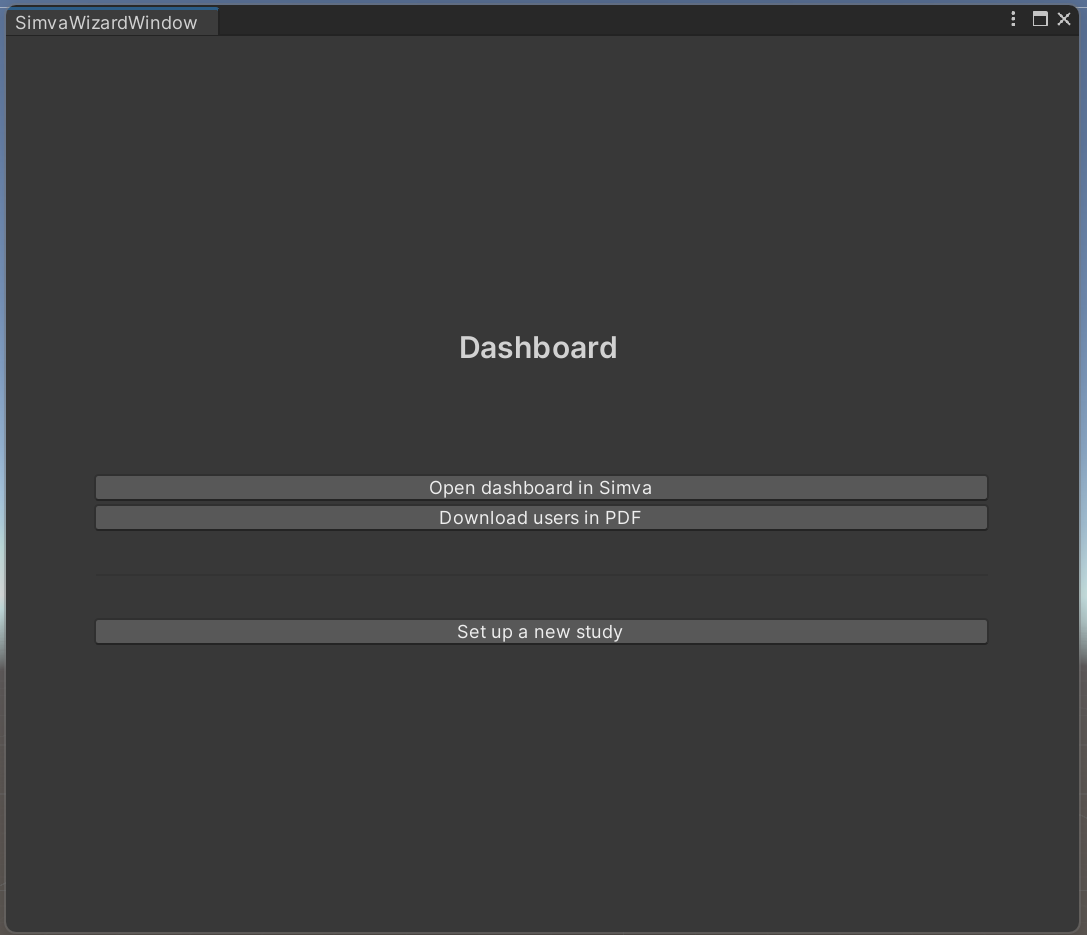 SimvaWizardWindow
Dashboard
Open dashboard in Simva
Download users in PDF
Set up a new study